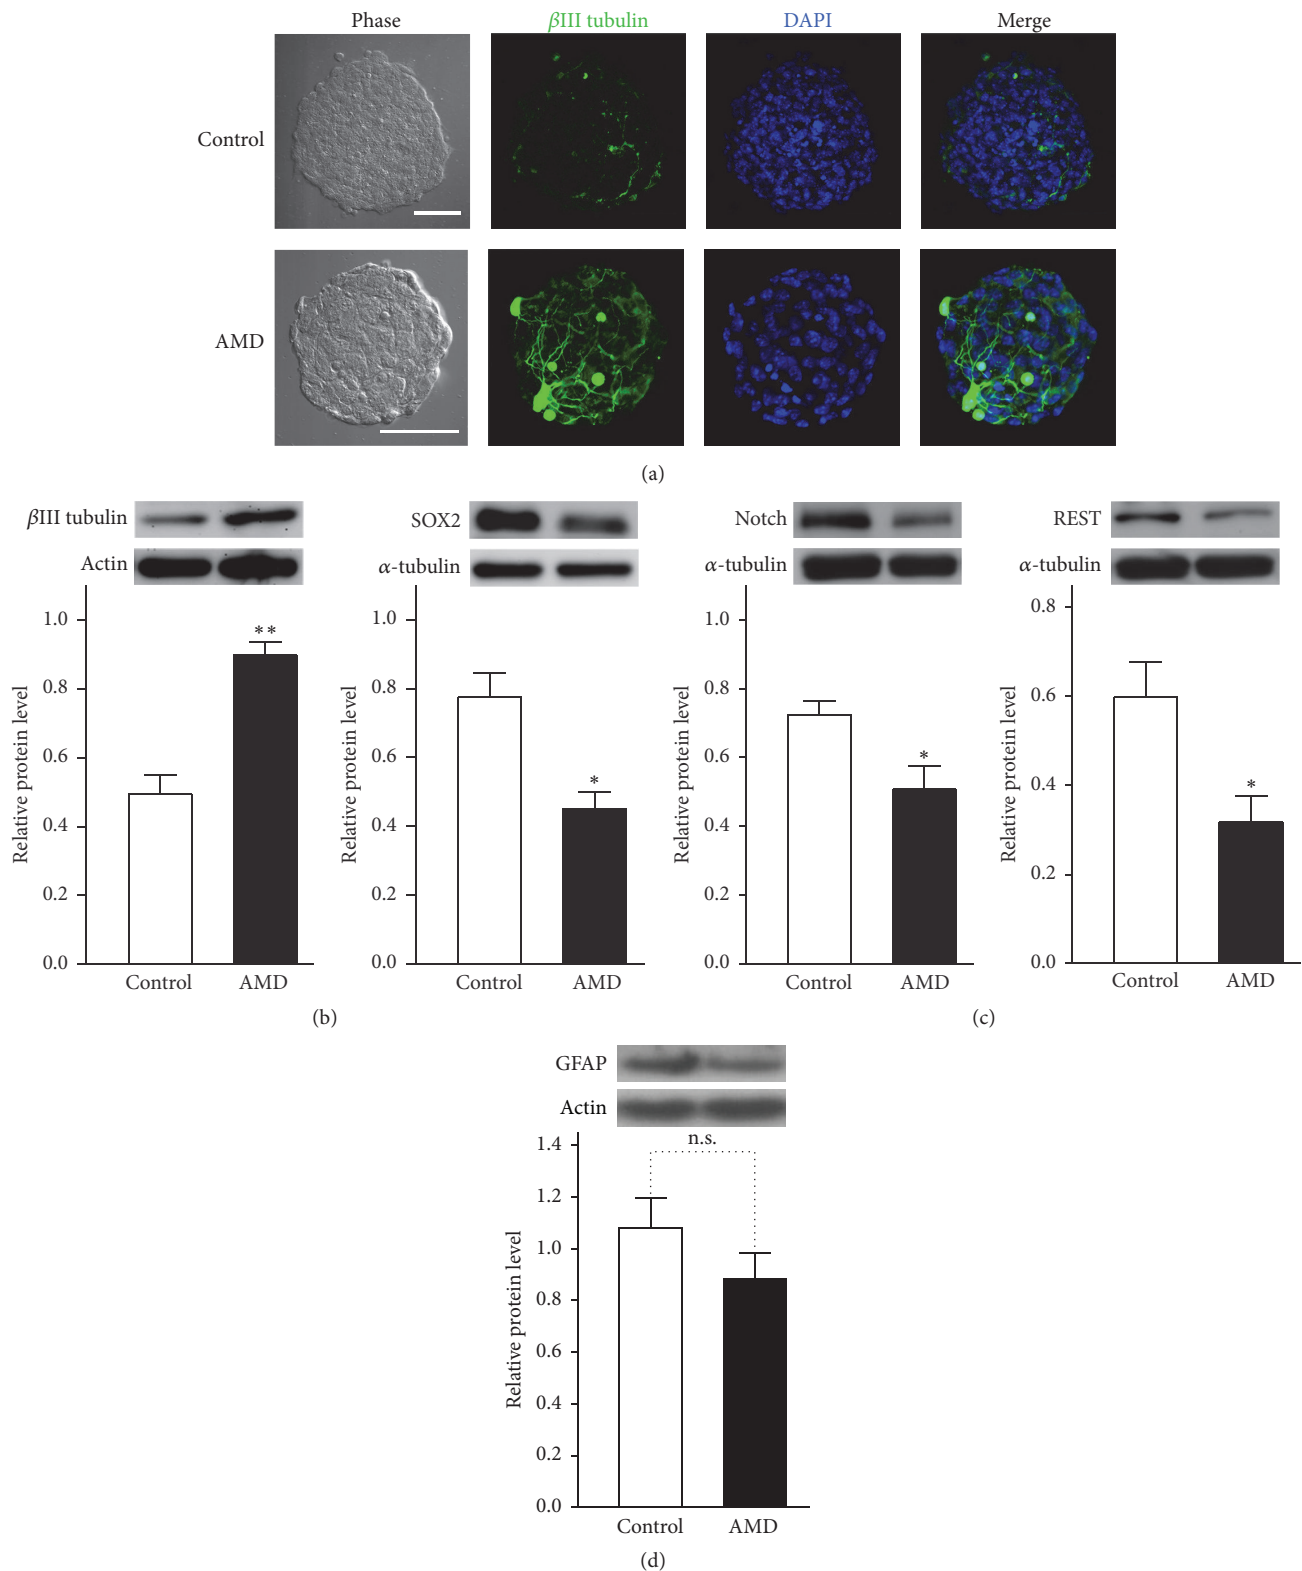 (a)
Phase βIII tubulin DAPI Merge
Control
AMD
(b)
βIII tubulin
Actin
1.0
0.8
0.6
0.4
0.2
0.0
Relative protein level
**
Control AMD
SOX2
α-tubulin
1.0
0.8
0.6
0.4
0.2
0.0
Relative protein level
*
Control AMD
(c)
Notch
α-tubulin
1.0
0.8
0.6
0.4
0.2
0.0
Relative protein level
*
Control AMD
REST
α-tubulin
0.8
0.6
0.4
0.2
0.0
Relative protein level
*
Control AMD
(d)
GFAP
Actin
1.4
1.2
1.0
0.8
0.6
0.4
0.2
0.0
Relative protein level
n.s.
Control AMD